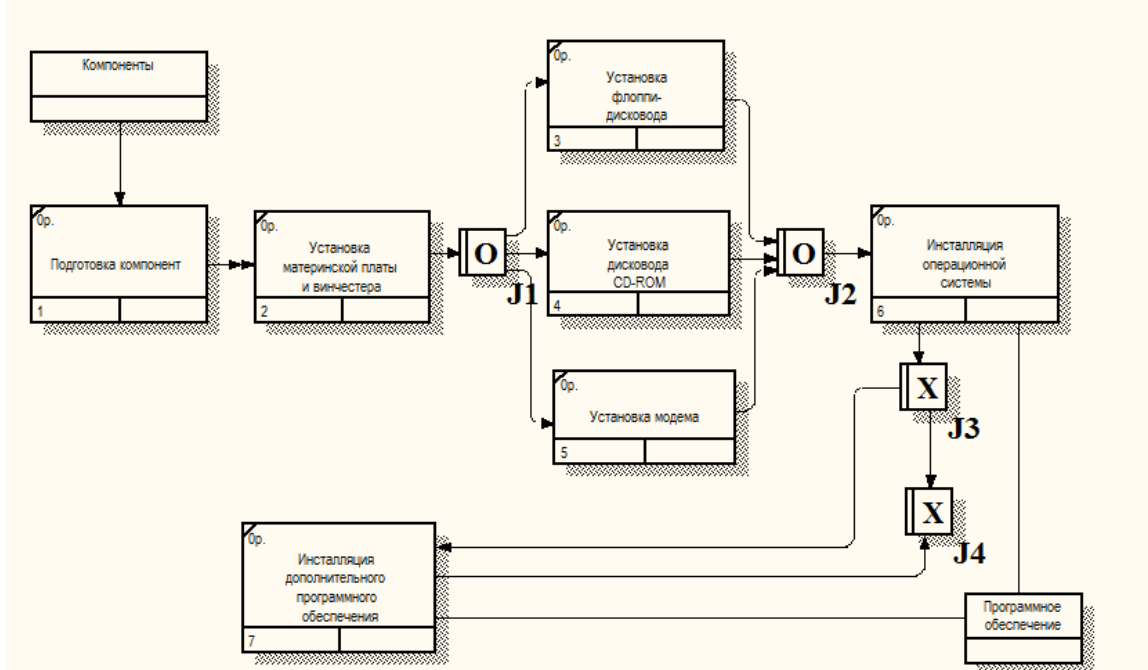 Компоненты
0р.
Подготовка компонент
1
0р.
Установка
материнской платы
и винчестера
2
O
J1
0р.
Установка
флоппи-
дисковода
3
0р.
Установка
дисковода
CD-ROM
4
0р.
Установка модема
5
O
J2
0р.
Инсталляция
операционной
системы
6
X
J3
X
J4
0р.
Инсталляция
дополнительного
программного
обеспечения
7
Программное
обеспечение